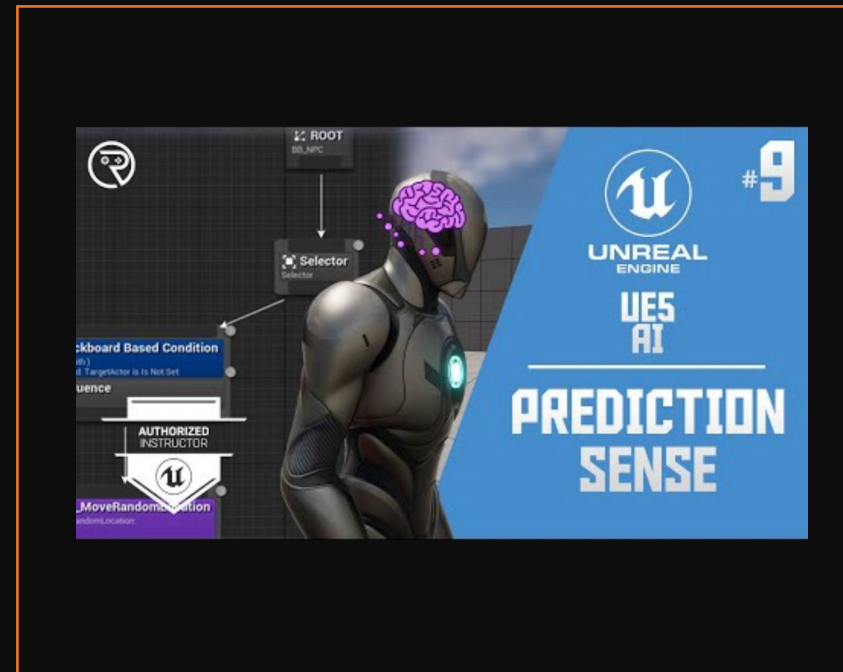 ROOT
BB_NPC
Selector
Selector
ckboard Based Condition
TargetActor is Is Not Set
uence
AUTHORIZED
INSTRUCTOR
_MoveRandom
andomLocation:
#9
UNREAL
ENGINE
UE5
AI
PREDICTION
SENSE